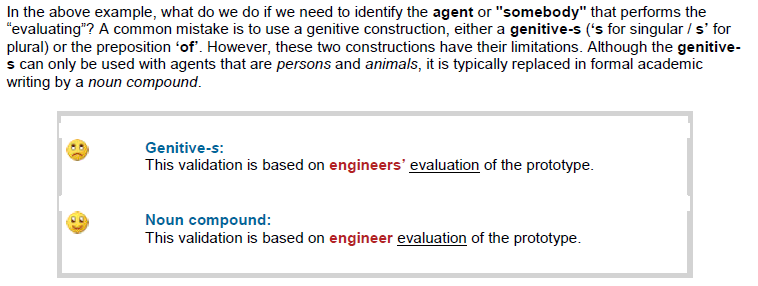 In the above example, what do we do if we need to identify the agent or "somebody" that performs the
“evaluating”? A common mistake is to use a genitive construction, either a genitive-s (‘s for singular / s’ for
plural) or the preposition ‘of’. However, these two constructions have their limitations. Although the genitive-
s can only be used with agents that are persons and animals, it is typically replaced in formal academic
writing by a noun compound.
Genitive-s:
This validation is based on engineers’ evaluation of the prototype.
Noun compound:
This validation is based on engineer evaluation of the prototype.